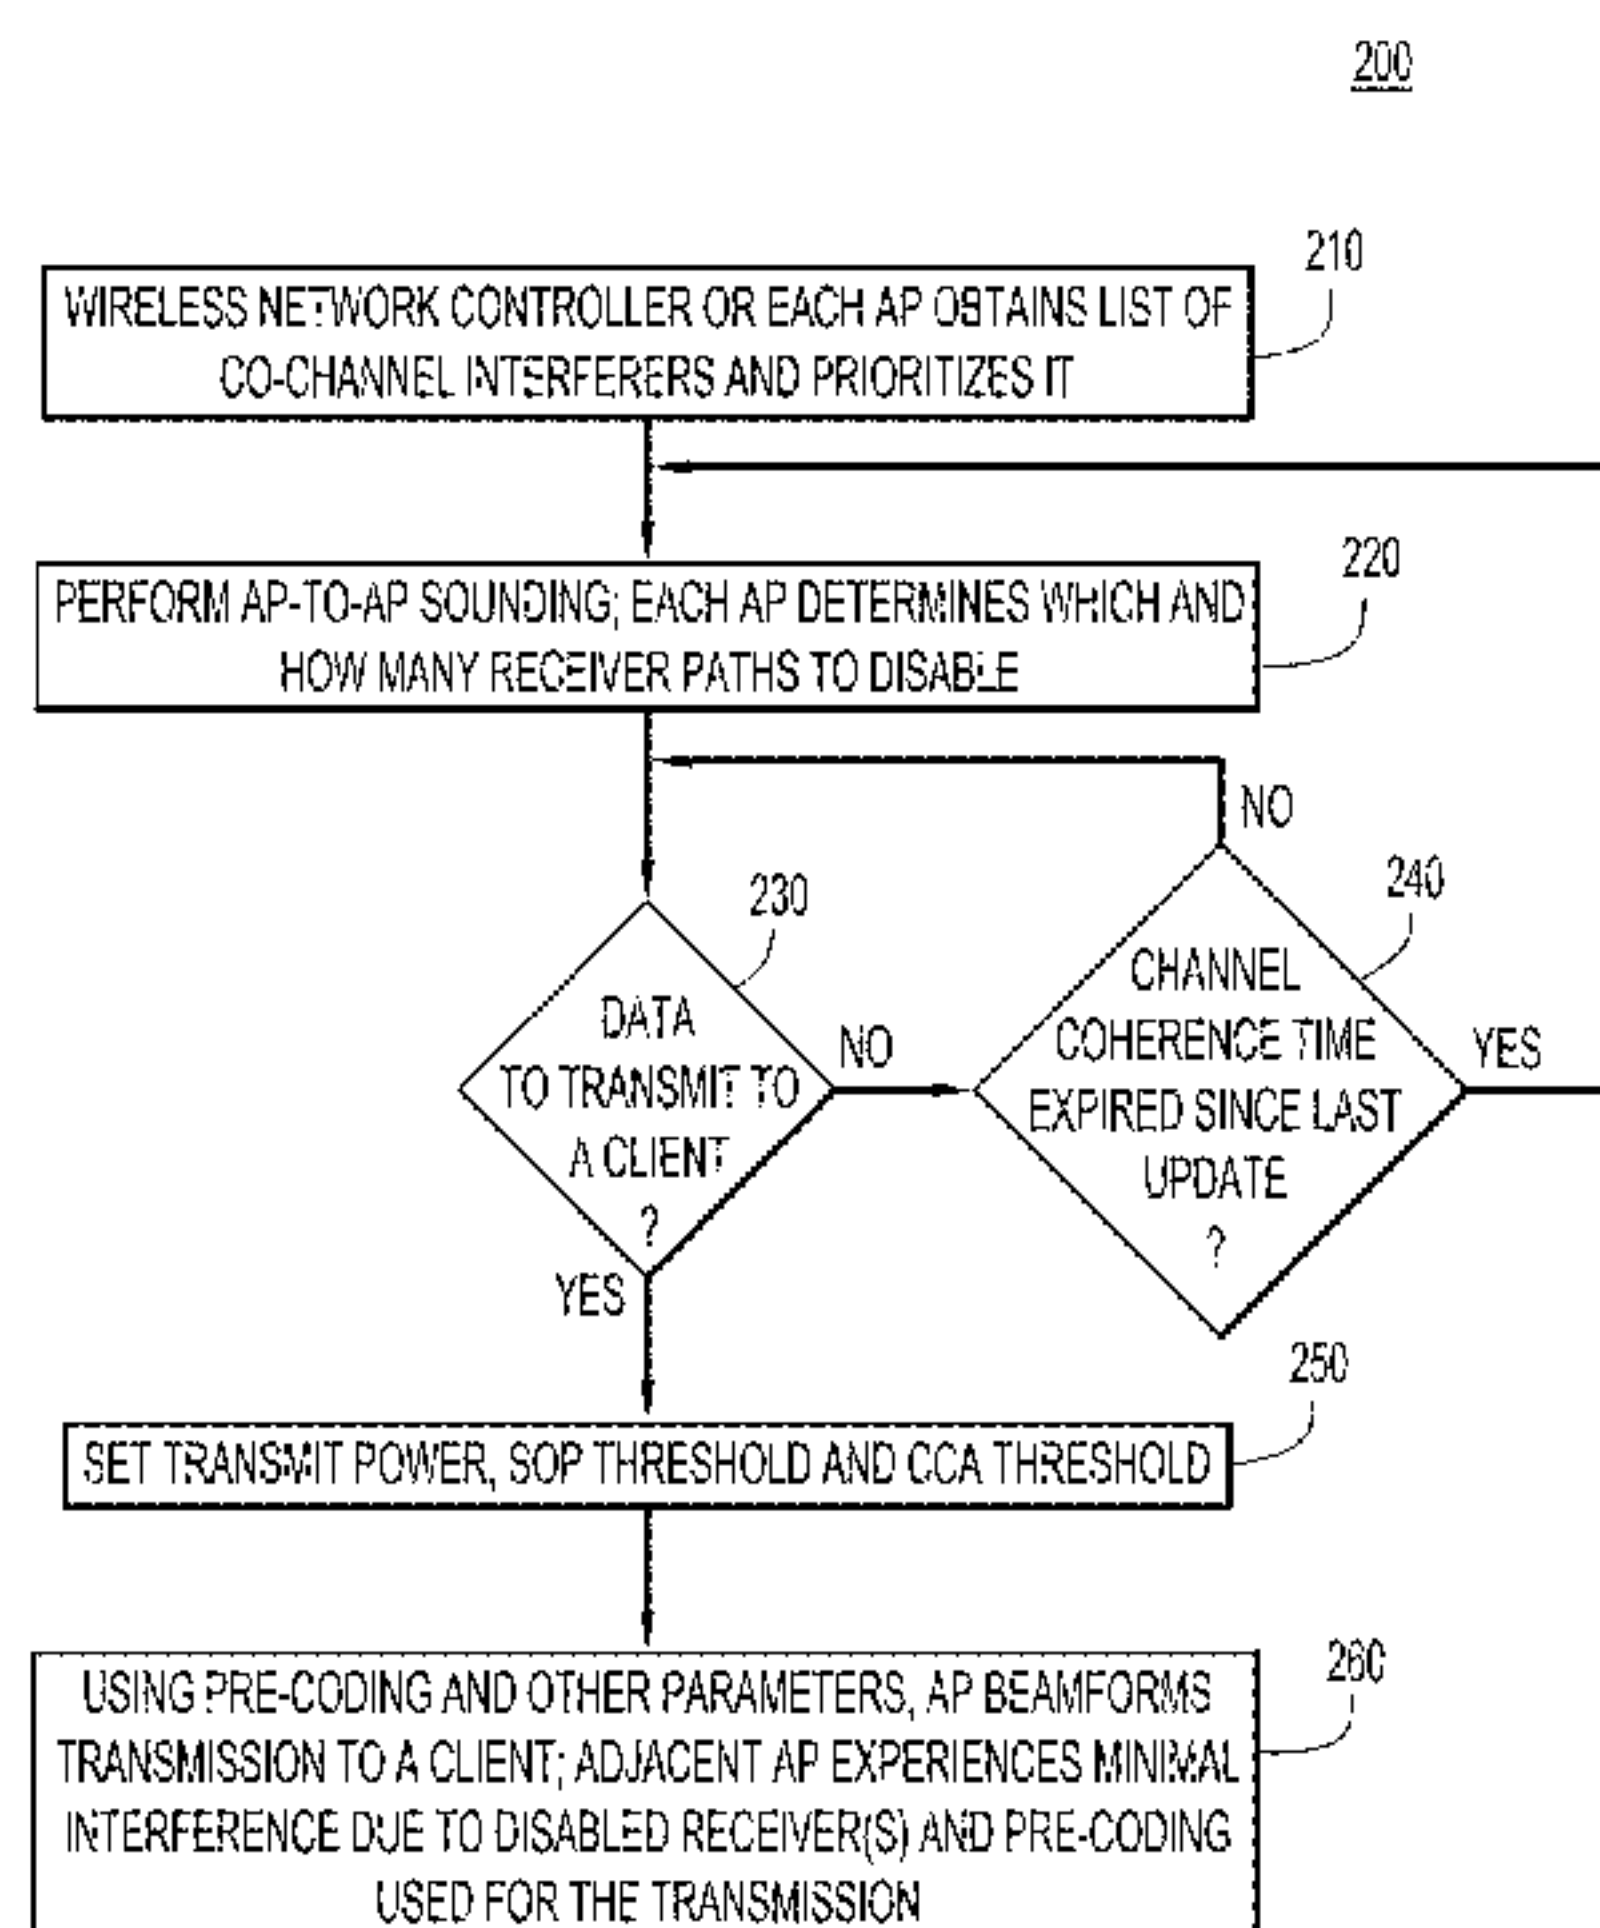 200
210
WIRELESS NETWORK CONTROLLER OR EACH AP OBTAINS LIST OF
CO-CHANNEL INTERFERERS AND PRIORITIZES IT
220
PERFORM AP-TO-AP SOUNDING; EACH AP DETERMINES WHICH AND
HOW MANY RECEIVER PATHS TO DISABLE
NO
230
240
DATA
TO TRANSMIT TO
A CLIENT
?
NO
CHANNEL
COHERENCE TIME
EXPIRED SINCE LAST
UPDATE
?
YES
YES
250
SET TRANSMIT POWER, SOP THRESHOLD AND CCA THRESHOLD
260
USING PRE-CODING AND OTHER PARAMETERS, AP BEAMFORMS
TRANSMISSION TO A CLIENT; ADJACENT AP EXPERIENCES MINIMAL
INTERFERENCE DUE TO DISABLED RECEIVER(S) AND PRE-CODING
USED FOR THE TRANSMISSION